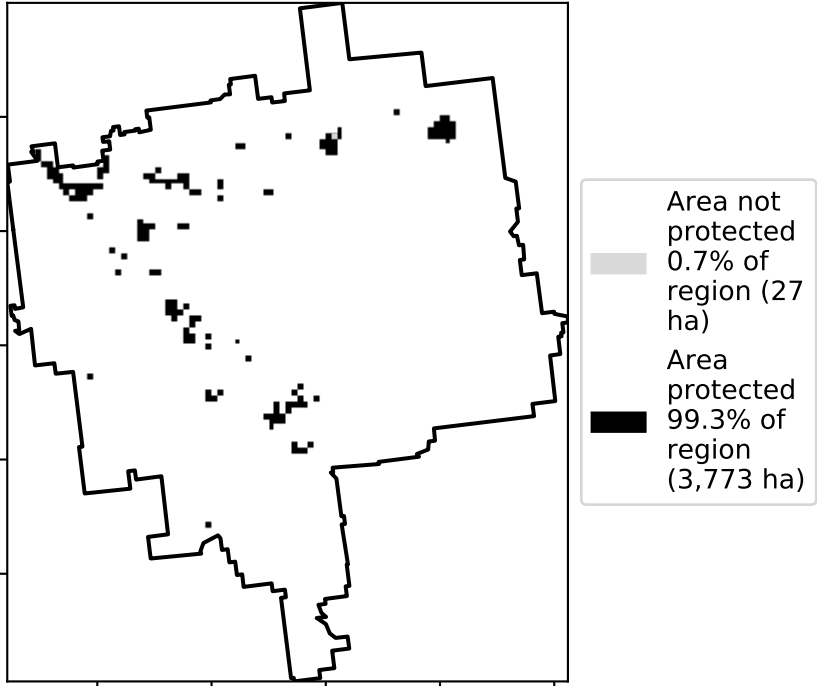 Area not
protected
0.7% of
region (27
ha)
Area
protected
99.3% of
region
(3,773 ha)